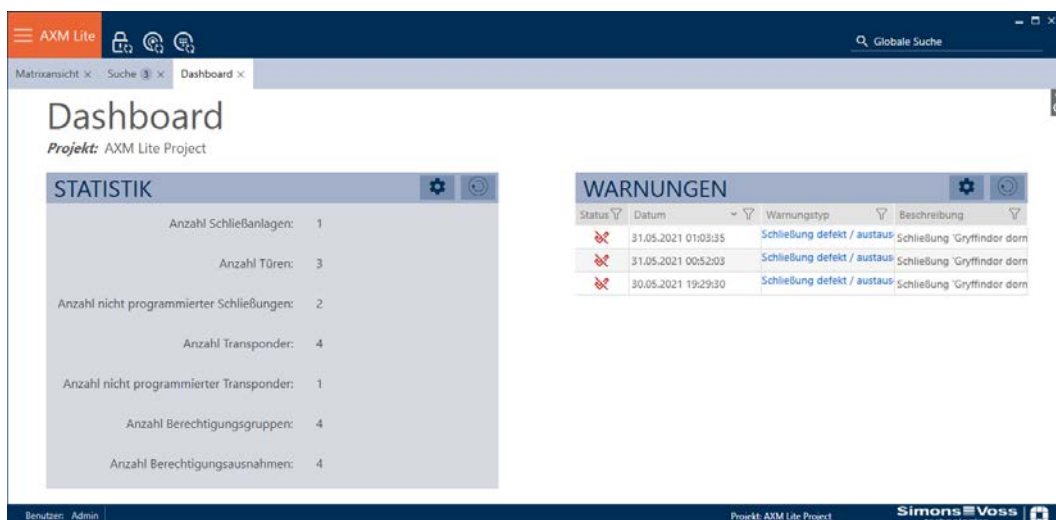 AXM Lite
Globale Suche
Matrixansicht × Suche 3 × Dashboard ×
Dashboard
Projekt: AXM Lite Project
STATISTIK
Anzahl Schließanlagen: 1
Anzahl Türen: 3
Anzahl nicht programmierter Schließungen: 2
Anzahl Transponder: 4
Anzahl nicht programmierter Transponder: 1
Anzahl Berechtigungsgruppen: 4
Anzahl Berechtigungsausnahmen: 4
WARNUNGEN
Status Datum Warnungstyp Beschreibung
31.05.2021 01:03:35 Schließung defekt / austaus Schließung 'Gryffindor dorn
31.05.2021 00:52:03 Schließung defekt / austaus Schließung 'Gryffindor dorn
30.05.2021 19:29:30 Schließung defekt / austaus Schließung 'Gryffindor dorn
Benutzer: Admin
Projekt: AXM Lite Project
SimonsVoss